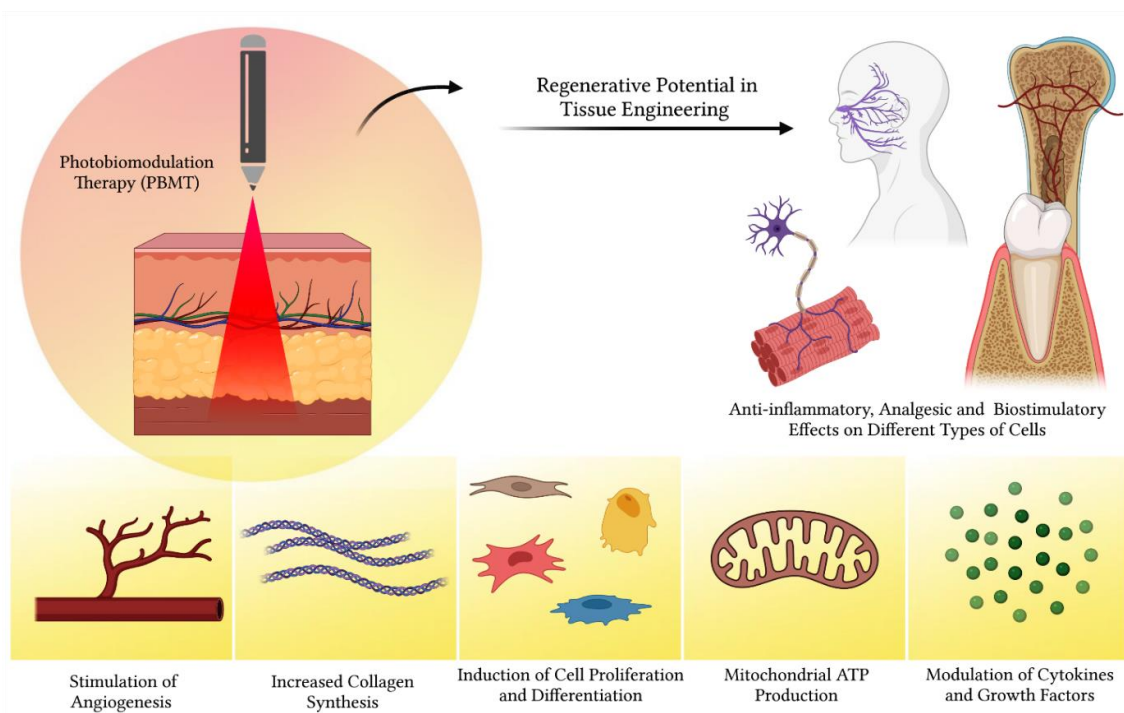 Photobiomodulation
Therapy (PBMT)
Regenerative Potential in
Tissue Engineering
Anti-inflammatory, Analgesic and Biostimulatory
Effects on Different Types of Cells
Stimulation of
Angiogenesis
Increased Collagen
Synthesis
Induction of Cell Proliferation
and Differentiation
Mitochondrial ATP
Production
Modulation of Cytokines
and Growth Factors